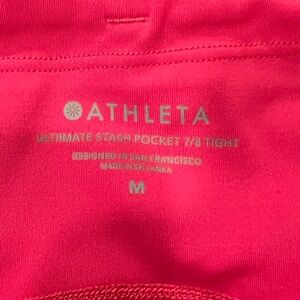 ATHLETA
ULTIMATE STASH POCKET 7/8 TIGHT
DESIGNED IN SAN FRANCISCO
MADE IN SRI LANKA
M